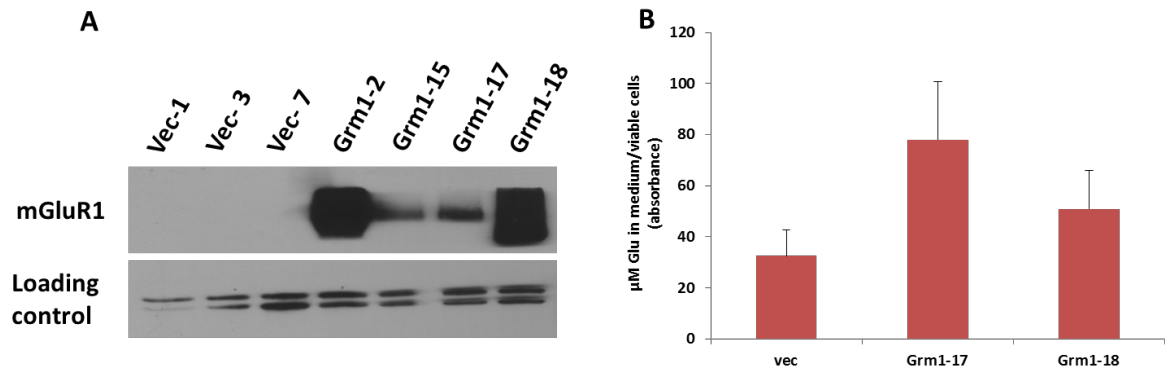 A
Vec-1
Vec- 3
Vec- 7
Grm1-2
Grm1-15
Grm1-17
Grm1-18
mGluR1
Loading
control
B
µM Glu in medium/viable cells
(absorbance)
120
100
80
60
40
20
0
vec
Grm1-17
Grm1-18